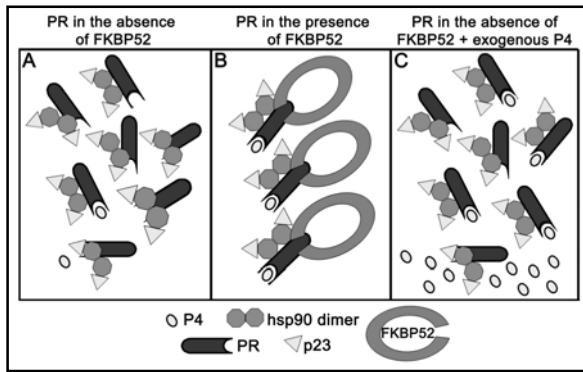 PR in the absence of FKBP52
PR in the presence of FKBP52
PR in the absence of FKBP52 + exogenous P4
A
B
C
P4
hsp90 dimer
FKBP52
PR
p23